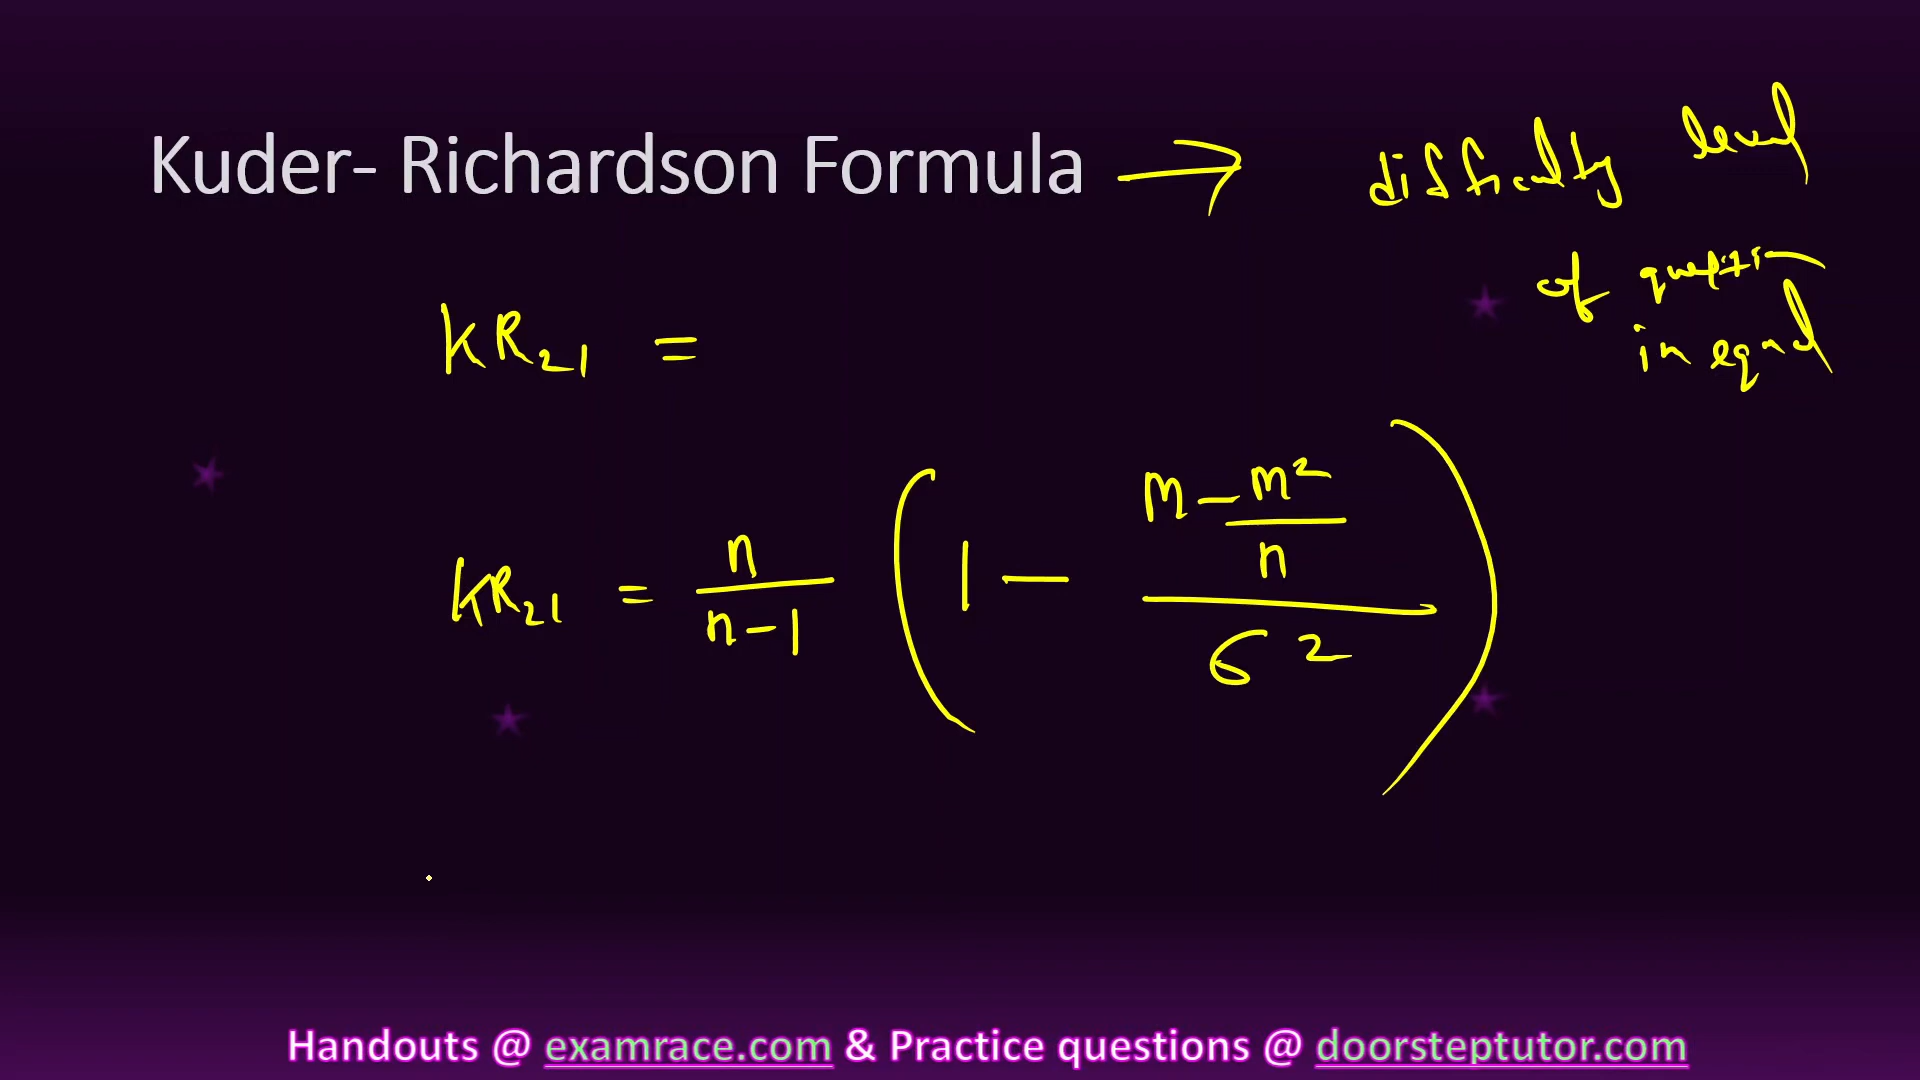 Kuder- Richardson Formula → difficulty level
of question
in equal
KR₂₁ =
KR₂₁ = n/(n-1) (1 - (m - m²/n)/σ²)
Handouts @ examrace.com & Practice questions @ doorsteptutor.com